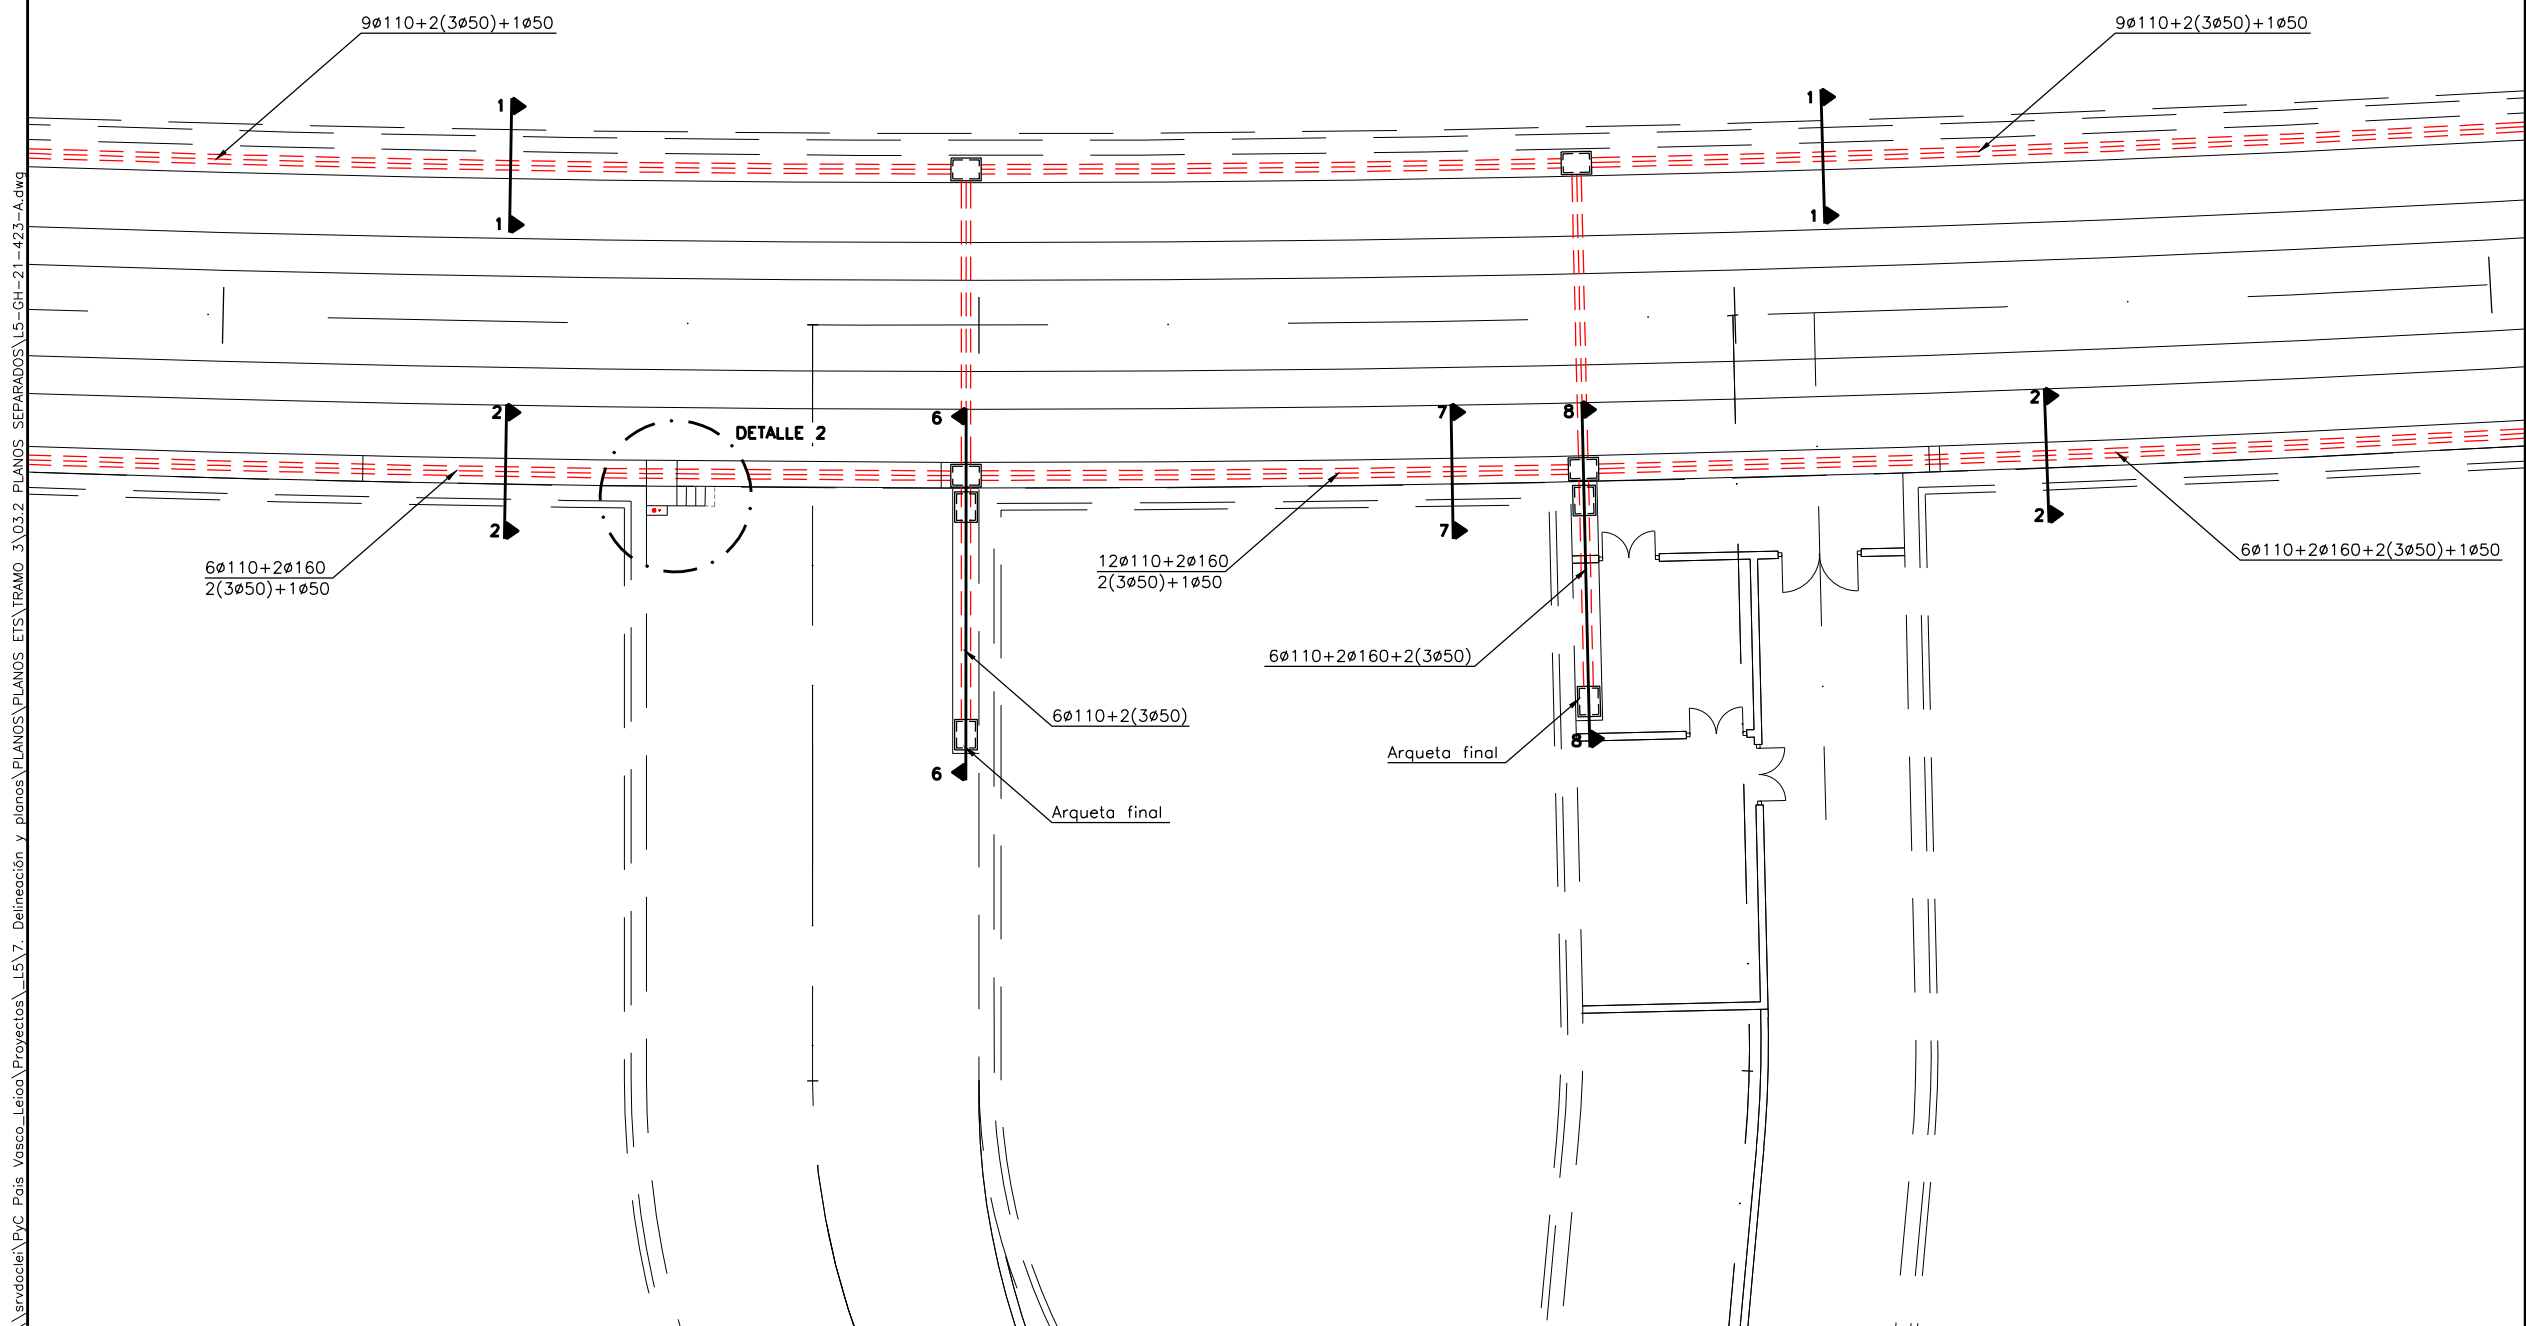 9ø110+2(3ø50)+1ø50
9ø110+2(3ø50)+1ø50
1
1
1
1
2
2
DETALLE 2
6
7
8
2
2
7
2
6ø110+2ø160
2(3ø50)+1ø50
12ø110+2ø160
2(3ø50)+1ø50
6ø110+2ø160+2(3ø50)+1ø50
6ø110+2ø160+2(3ø50)
6ø110+2(3ø50)
8
Arqueta final
6
Arqueta final
\srvdoclei\PyC Pais Vasco_Leioa\Proyectos\_L5\7. Delineación y planos\PLANOS\PLANOS ETS\TRAMO 3\03.2 PLANOS SEPARADOS\L5-GH-21-423-A.dwg